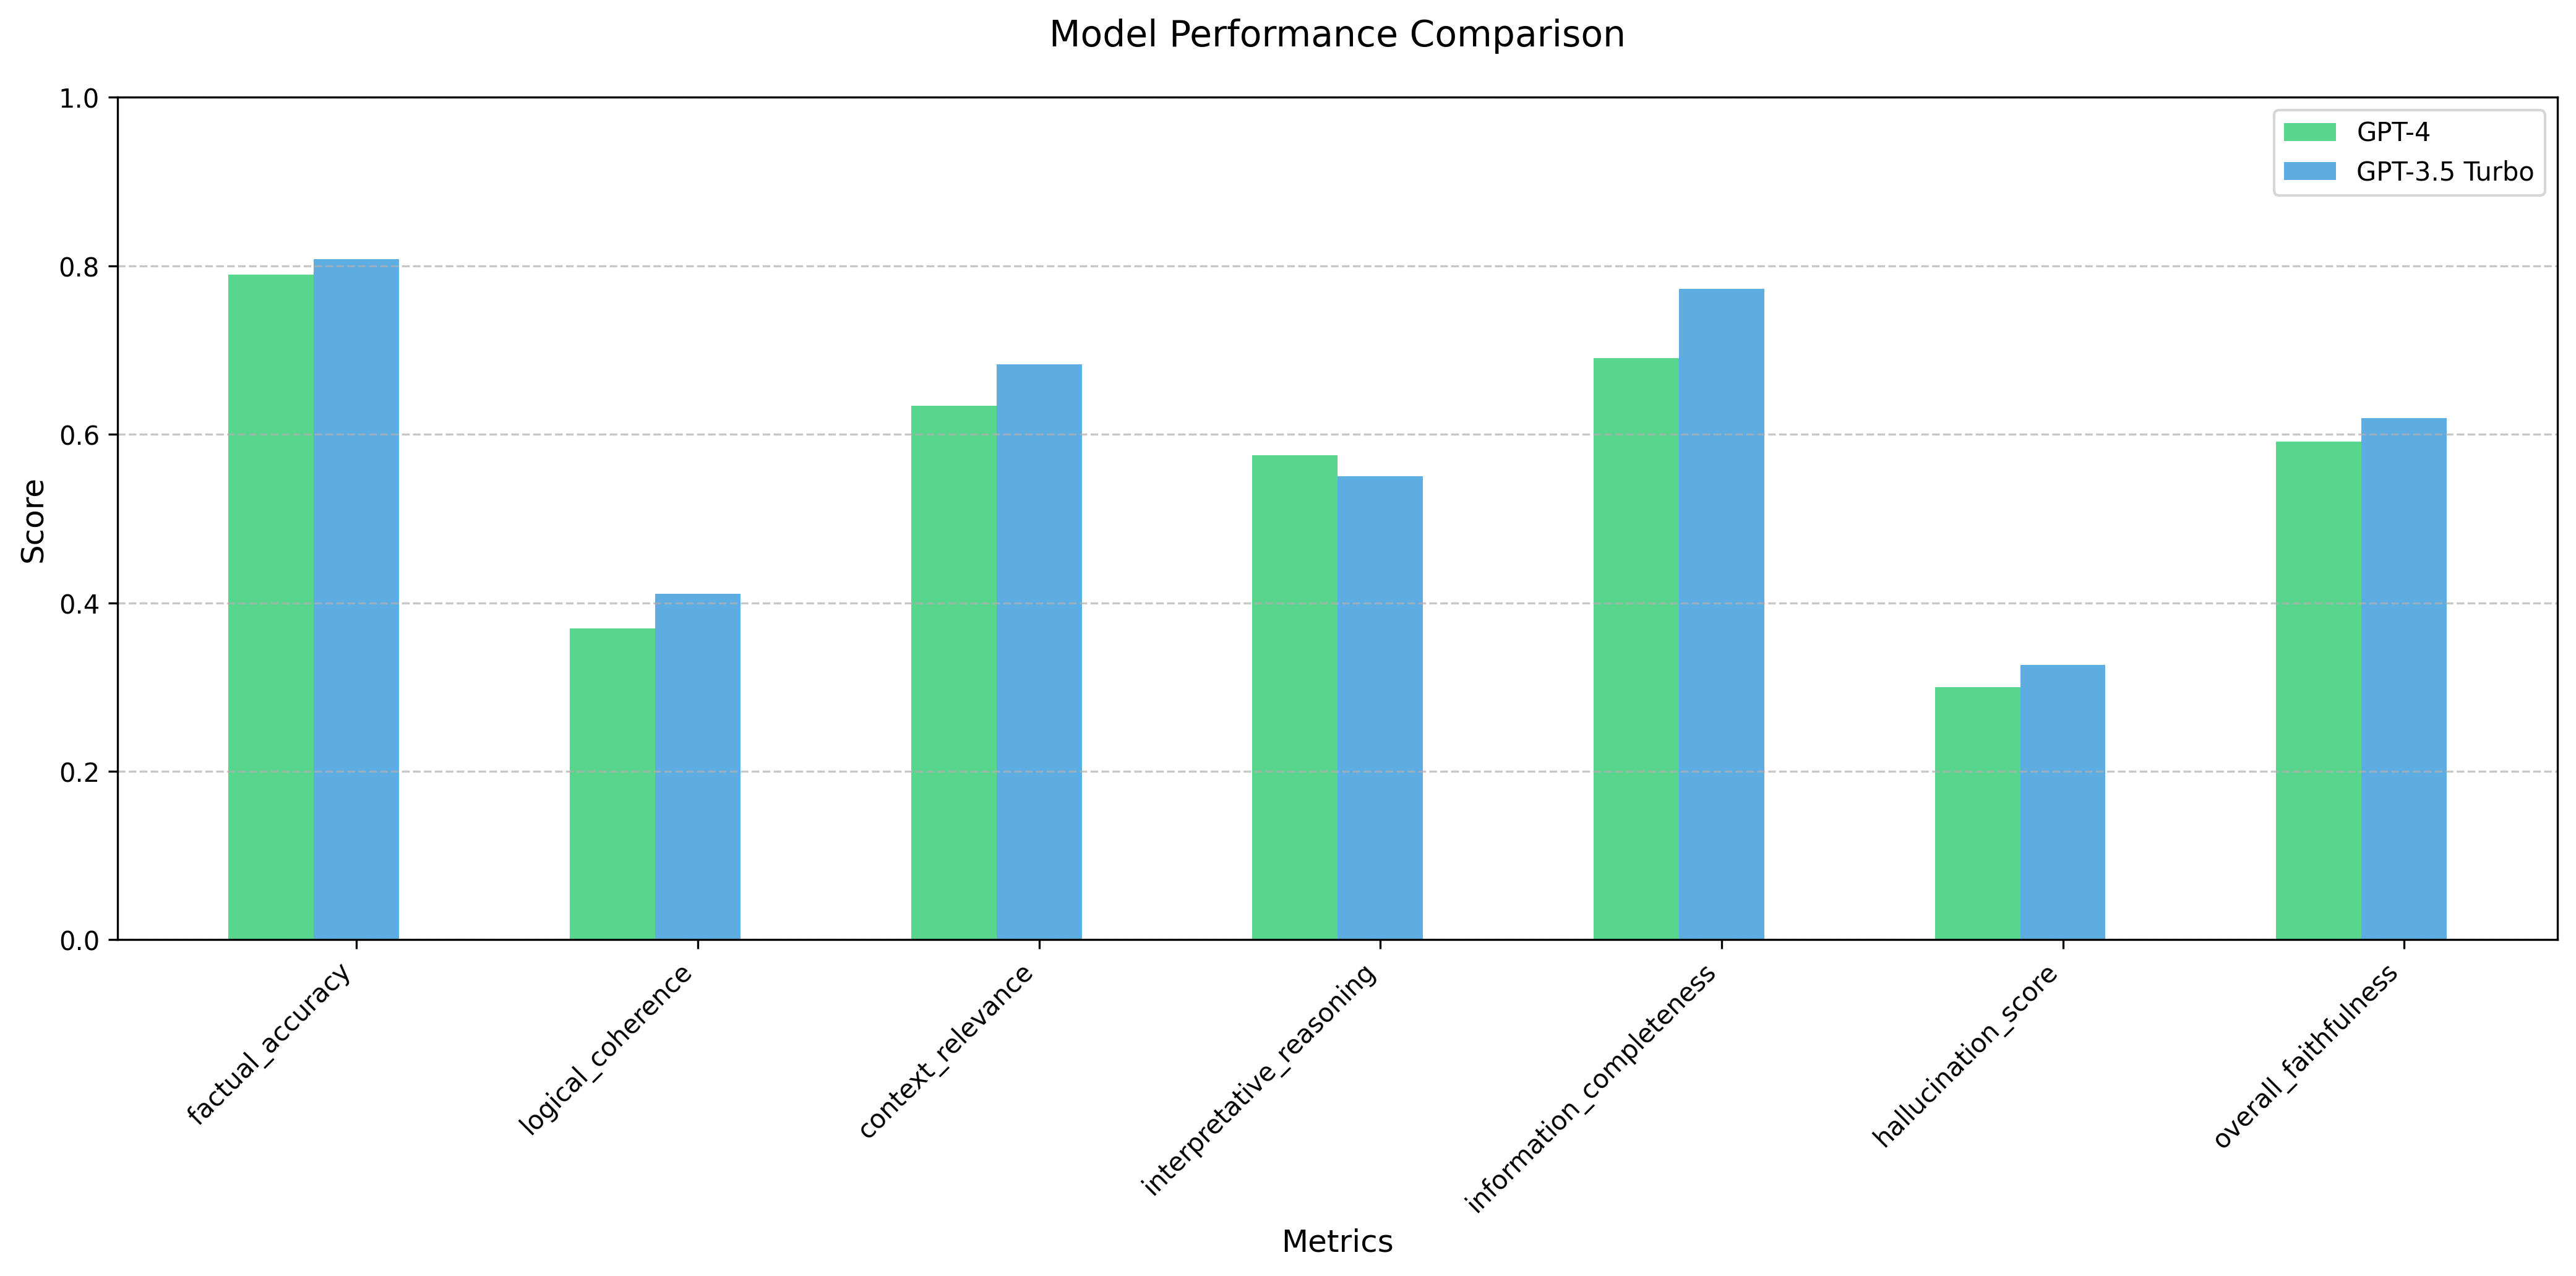 Model Performance Comparison
1.0
0.8
0.6
0.4
0.2
0.0
Score
GPT-4
GPT-3.5 Turbo
factual_accuracy
logical_coherence
context_relevance
interpretative_reasoning
information_completeness
hallucination_score
overall_faithfulness
Metrics